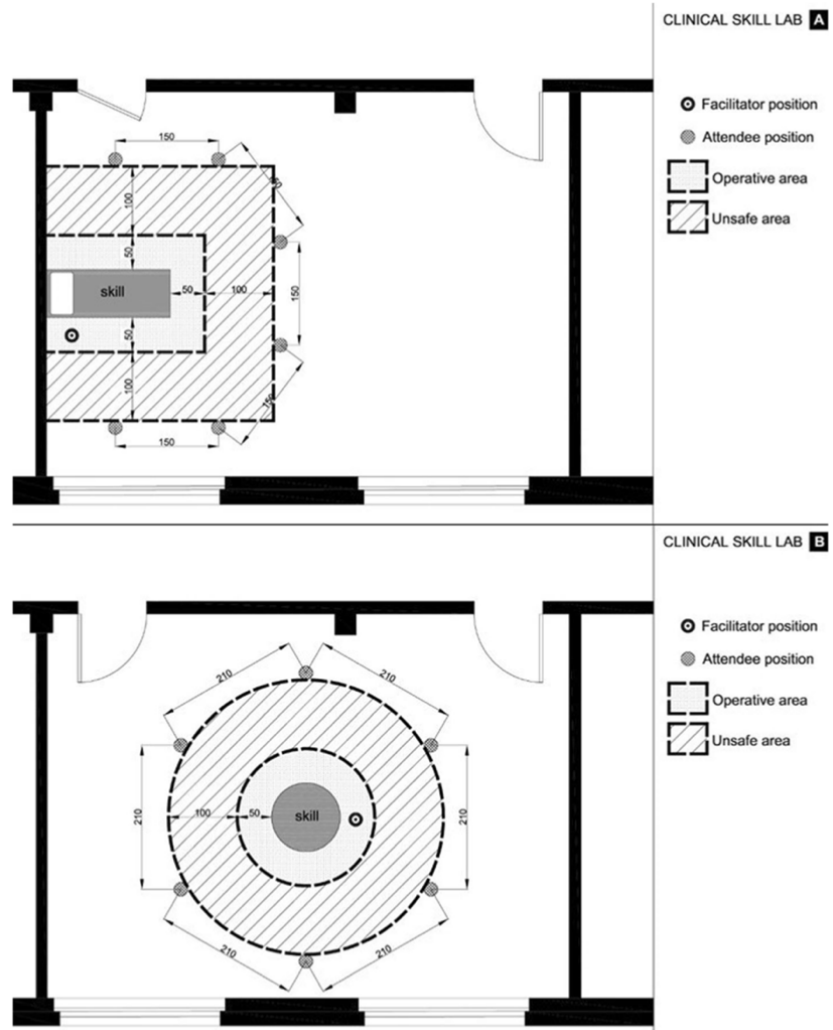 CLINICAL SKILL LAB A
Facilitator position
Attendee position
Operative area
Unsafe area
150
150
100
50
skill
50
100
150
50
100
150
150
CLINICAL SKILL LAB B
Facilitator position
Attendee position
Operative area
Unsafe area
210
210
210
100
50
skill
210
210
210